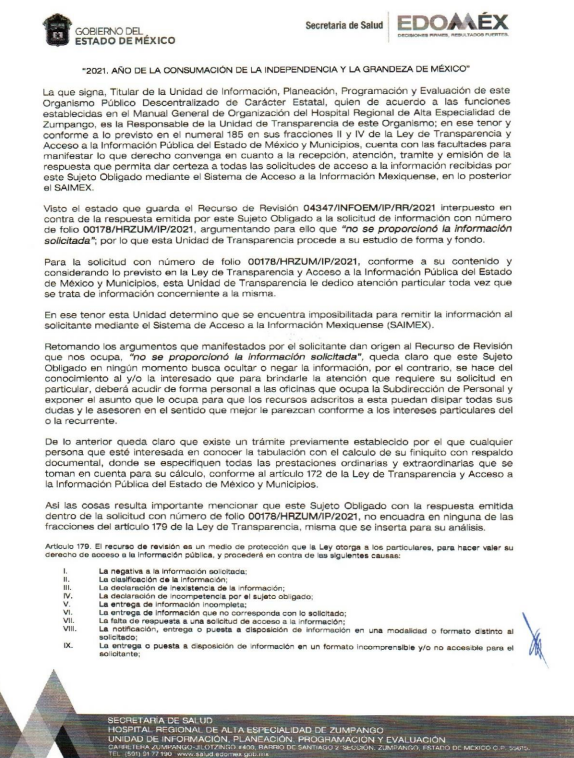 GOBIERNO DEL
ESTADO DE MÉXICO
Secretaría de Salud
EDOMÉX
DECISIONES FIRMES, RESULTADOS FUERTES.
"2021. AÑO DE LA CONSUMACIÓN DE LA INDEPENDENCIA Y LA GRANDEZA DE MÉXICO"
La que signa, Titular de la Unidad de Información, Planeación, Programación y Evaluación de este
Organismo Público Descentralizado de Carácter Estatal, quien de acuerdo a las funciones
establecidas en el Manual General de Organización del Hospital Regional de Alta Especialidad de
Zumpango, es la Responsable de la Unidad de Transparencia de este Organismo; en ese tenor y
conforme a lo previsto en el numeral 185 en sus fracciones II y IV de la Ley de Transparencia y
Acceso a la Información Pública del Estado de México y Municipios, cuenta con las facultades para
manifestar lo que derecho convenga en cuanto a la recepción, atención, tramite y emisión de la
respuesta que permita dar certeza a todas las solicitudes de acceso a la información recibidas por
este Sujeto Obligado mediante el Sistema de Acceso a la Información Mexiquense, en lo posterior
el SAIMEX.
Visto el estado que guarda el Recurso de Revisión 04347/INFOEM/IP/RR/2021 interpuesto en
contra de la respuesta emitida por este Sujeto Obligado a la solicitud de información con número
de folio 00178/HRZUM/IP/2021, argumentando para ello que "no se proporcionó la información
solicitada"; por lo que esta Unidad de Transparencia procede a su estudio de forma y fondo.
Para la solicitud con número de folio 00178/HRZUM/IP/2021, conforme a su contenido y
considerando lo previsto en la Ley de Transparencia y Acceso a la Información Pública del Estado
de México y Municipios, esta Unidad de Transparencia le dedico atención particular toda vez que
se trata de información concerniente a la misma.
En ese tenor esta Unidad determino que se encuentra imposibilitada para remitir la información al
solicitante mediante el Sistema de Acceso a la Información Mexiquense (SAIMEX).
Retomando los argumentos que manifestados por el solicitante dan origen al Recurso de Revisión
que nos ocupa, "no se proporcionó la información solicitada", queda claro que este Sujeto
Obligado en ningún momento busca ocultar o negar la información, por el contrario, se hace del
conocimiento al y/o la interesado que para brindarle la atención que requiere su solicitud en
particular, deberá acudir de forma personal a las oficinas que ocupa la Subdirección de Personal y
exponer el asunto que le ocupa para que los recursos adscritos a esta puedan disipar todas sus
dudas y le asesoren en el sentido que mejor le parezcan conforme a los intereses particulares del
o la recurrente.
De lo anterior queda claro que existe un trámite previamente establecido por el que cualquier
persona que esté interesada en conocer la tabulación con el calculo de su finiquito con respaldo
documental, donde se especifiquen todas las prestaciones ordinarias y extraordinarias que se
toman en cuenta para su cálculo, conforme al artículo 172 de la Ley de Transparencia y Acceso a
la Información Pública del Estado de México y Municipios.
Asi las cosas resulta importante mencionar que este Sujeto Obligado con la respuesta emitida
dentro de la solicitud con número de folio 00178/HRZUM/IP/2021, no encuadra en ninguna de las
fracciones del artículo 179 de la Ley de Transparencia, misma que se inserta para su análisis.
Artículo 179. El recurso de revisión es un medio de protección que la Ley otorga a los particulares, para hacer valer su
derecho de acceso a la información pública, y procederá en contra de las siguientes causas:
I. La negativa a la información solicitada;
II. La clasificación de la información;
III. La declaración de inexistencia de la información;
IV. La declaración de incompetencia por el sujeto obligado;
V. La entrega de información incompleta;
VI. La entrega de información que no corresponda con lo solicitado;
VII. La falta de respuesta a una solicitud de acceso a la información;
VIII. La notificación, entrega o puesta a disposición de información en una modalidad o formato distinto al
solicitado;
IX. La entrega o puesta a disposición de información en un formato incomprensible y/o no accesible para el
solicitante;
SECRETARÍA DE SALUD
HOSPITAL REGIONAL DE ALTA ESPECIALIDAD DE ZUMPANGO
UNIDAD DE INFORMACIÓN, PLANEACIÓN, PROGRAMACIÓN Y EVALUACIÓN
CARRETERA ZUMPANGO-JILOTZINGO #400, BARRIO DE SANTIAGO 2ª SECCIÓN, ZUMPANGO, ESTADO DE MÉXICO C.P. 55615.
TEL. (591) 91 77190 www.salud.edomex.gob.mx